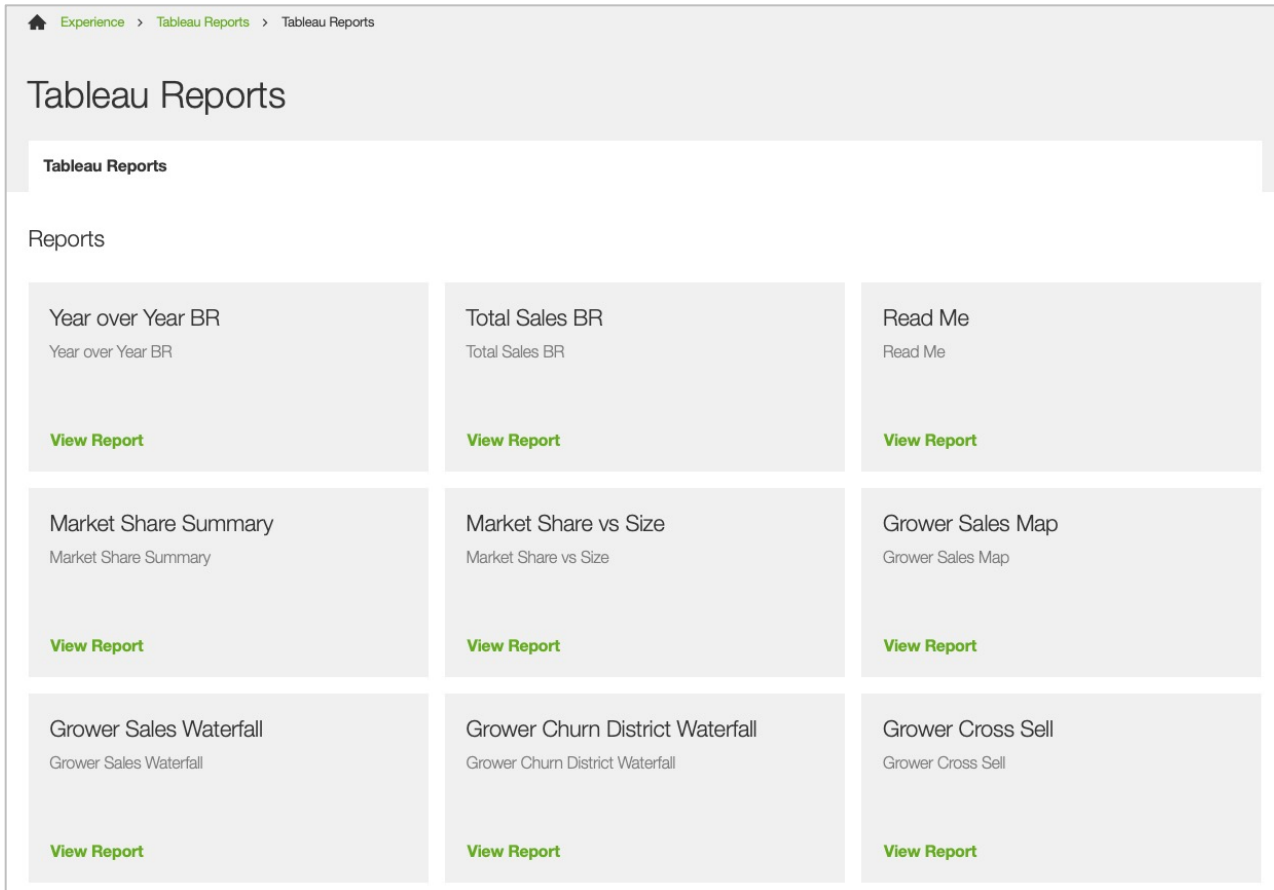 Experience > Tableau Reports > Tableau Reports
Tableau Reports
Tableau Reports
Reports
Year over Year BR
Year over Year BR
View Report
Total Sales BR
Total Sales BR
View Report
Read Me
Read Me
View Report
Market Share Summary
Market Share Summary
View Report
Market Share vs Size
Market Share vs Size
View Report
Grower Sales Map
Grower Sales Map
View Report
Grower Sales Waterfall
Grower Sales Waterfall
View Report
Grower Churn District Waterfall
Grower Churn District Waterfall
View Report
Grower Cross Sell
Grower Cross Sell
View Report